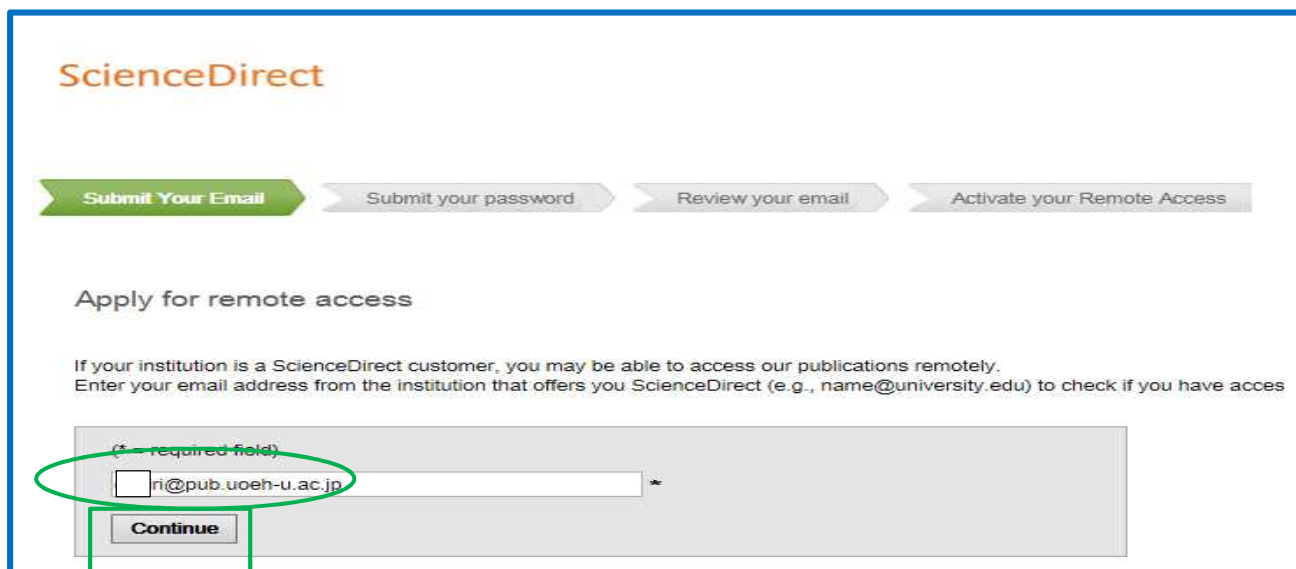 ScienceDirect
Submit Your Email
Submit your password
Review your email
Activate your Remote Access
Apply for remote access
If your institution is a ScienceDirect customer, you may be able to access our publications remotely.
Enter your email address from the institution that offers you ScienceDirect (e.g., name@university.edu) to check if you have acces
(* = required field)
ri@pub.uoeh-u.ac.jp
*
Continue